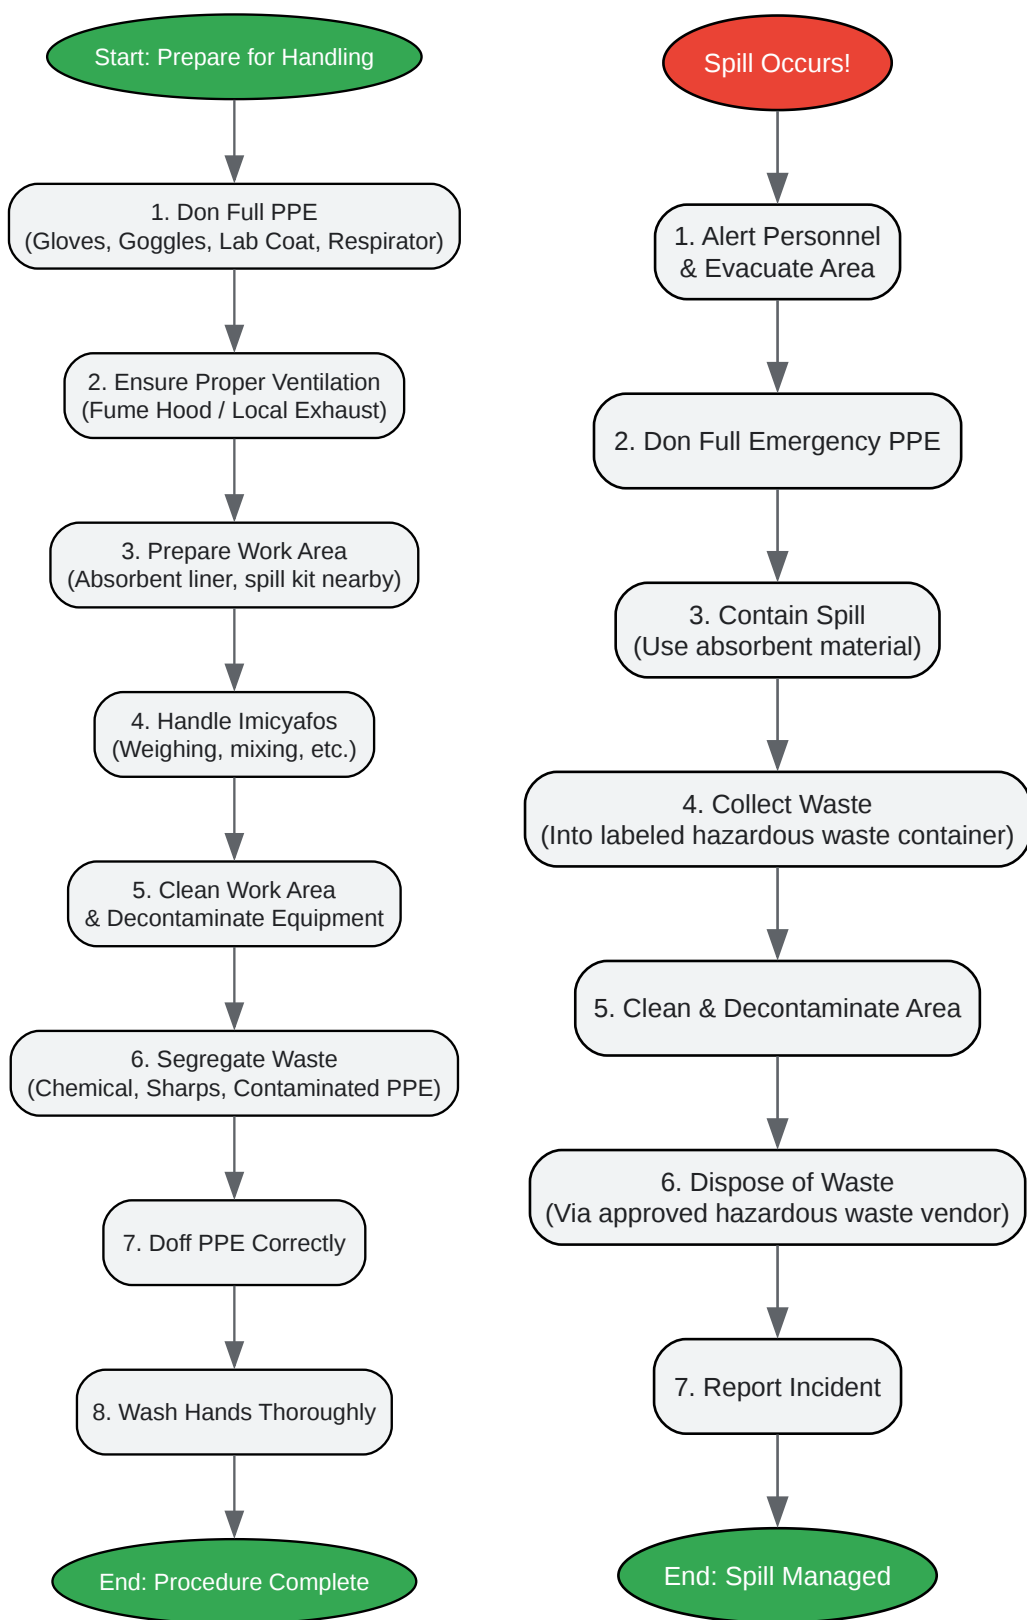 Start: Prepare for Handling
1. Don Full PPE
(Gloves, Goggles, Lab Coat, Respirator)
2. Ensure Proper Ventilation
(Fume Hood / Local Exhaust)
3. Prepare Work Area
(Absorbent liner, spill kit nearby)
4. Handle Imicyafos
(Weighing, mixing, etc.)
5. Clean Work Area
& Decontaminate Equipment
6. Segregate Waste
(Chemical, Sharps, Contaminated PPE)
7. Doff PPE Correctly
8. Wash Hands Thoroughly
End: Procedure Complete
Spill Occurs!
1. Alert Personnel
& Evacuate Area
2. Don Full Emergency PPE
3. Contain Spill
(Use absorbent material)
4. Collect Waste
(Into labeled hazardous waste container)
5. Clean & Decontaminate Area
6. Dispose of Waste
(Via approved hazardous waste vendor)
7. Report Incident
End: Spill Managed